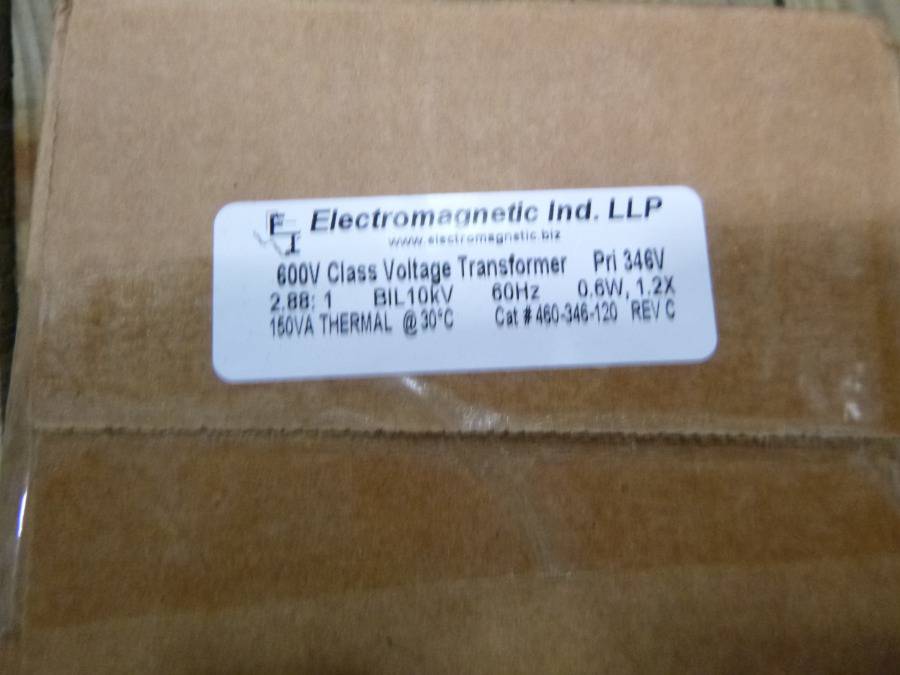 EI Electromagnetic Ind. LLP
www.electromagnetic.biz
600V Class Voltage Transformer Pri 346V
2.88: 1 BIL10kV 60Hz 0.6W, 1.2X
150VA THERMAL @30°C Cat #460-346-120 REV C